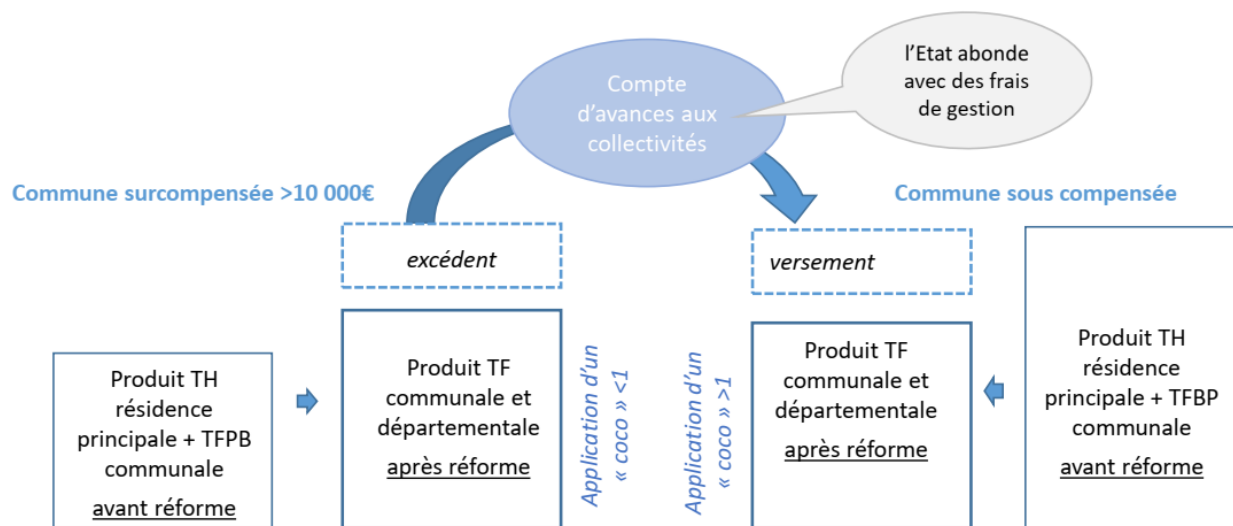 l'Etat abonde
avec des frais
de gestion
Compte
d'avances aux
collectivités
Commune surcompensée >10 000€
Commune sous compensée
excédent
versement
Produit TH
résidence
principale + TFPB
communale
avant réforme
Produit TF
communale et
départementale
après réforme
Application d'un
« coco » <1
Application d'un
« coco » >1
Produit TF
communale et
départementale
après réforme
Produit TH
résidence
principale + TFBP
communale
avant réforme